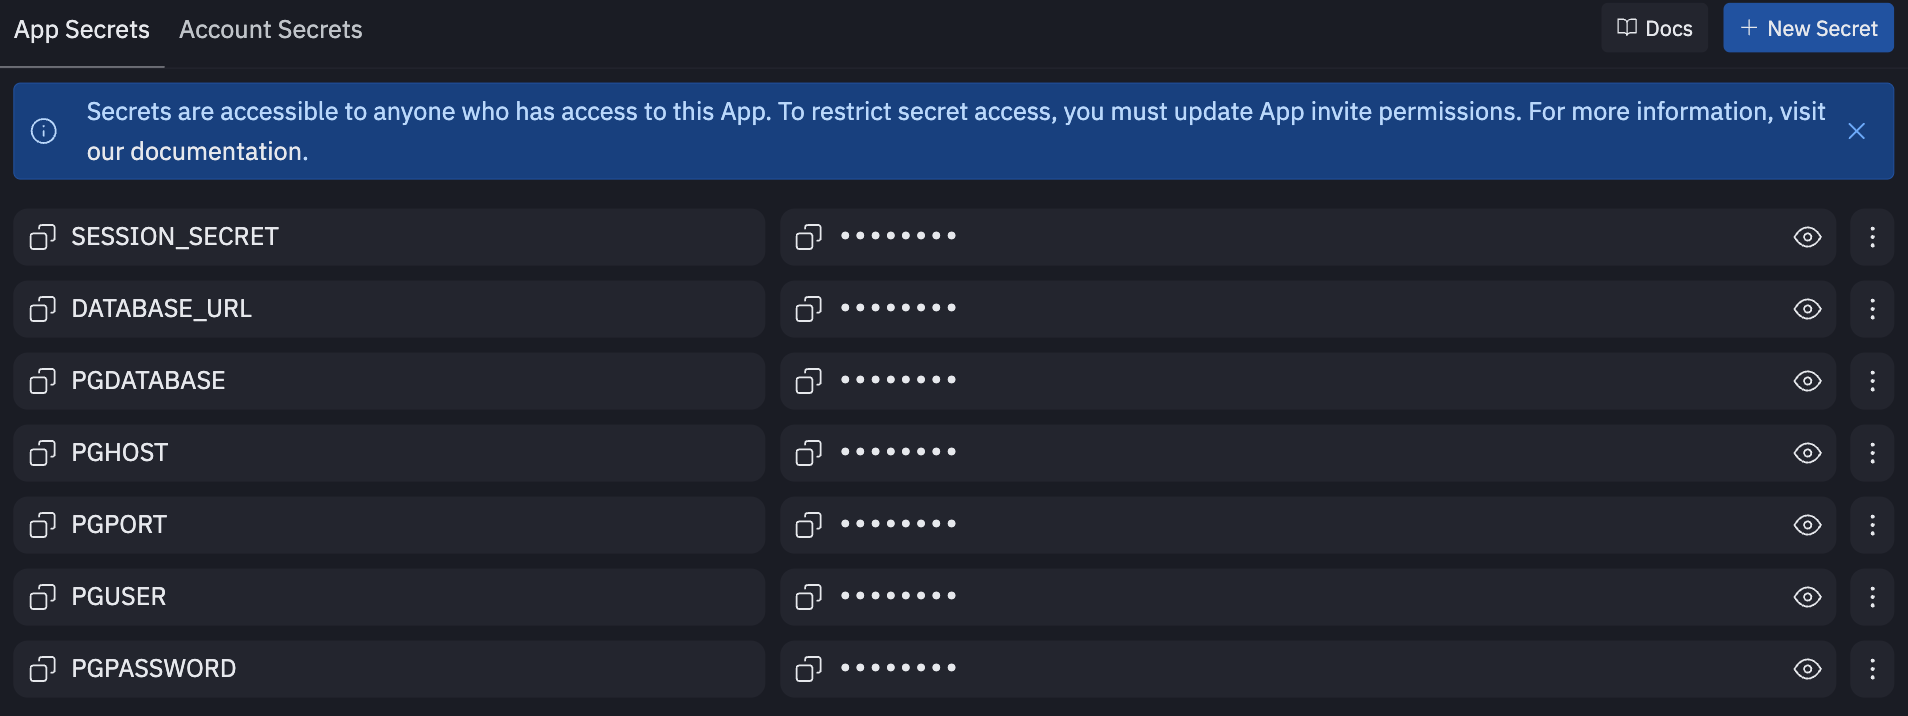 App Secrets Account Secrets Docs New Secret
Secrets are accessible to anyone who has access to this App. To restrict secret access, you must update App invite permissions. For more information, visit
our documentation.
SESSION_SECRET ••••••••
DATABASE_URL ••••••••
PGDATABASE ••••••••
PGHOST ••••••••
PGPORT ••••••••
PGUSER ••••••••
PGPASSWORD ••••••••